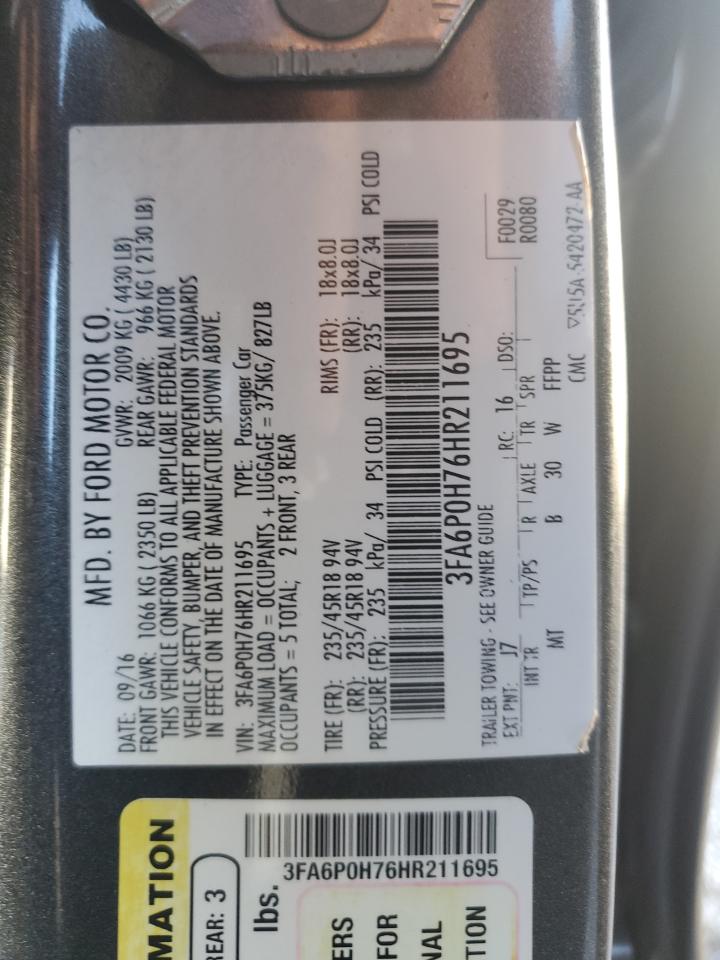 MFD. BY FORD MOTOR CO.
DATE: 09/16 GVWR: 2009 KG ( 4430 LB)
FRONT GAWR: 1066 KG ( 2350 LB) REAR GAWR: 966 KG ( 2130 LB)
THIS VEHICLE CONFORMS TO ALL APPLICABLE FEDERAL MOTOR
VEHICLE SAFETY, BUMPER, AND THEFT PREVENTION STANDARDS
IN EFFECT ON THE DATE OF MANUFACTURE SHOWN ABOVE.
VIN: 3FA6P0H76HR211695 TYPE: Passenger Car
MAXIMUM LOAD = OCCUPANTS + LUGGAGE = 375KG/ 827LB
OCCUPANTS = 5 TOTAL; 2 FRONT, 3 REAR
TIRE (FR): 235/45R18 94V RIMS (FR): 18x8.0J
(RR): 235/45R18 94V (RR): 18x8.0J
PRESSURE (FR): 235 kPa/ 34 PSI COLD (RR): 235 kPa/ 34 PSI COLD
3FA6P0H76HR211695
TRAILER TOWING - SEE OWNER GUIDE F0029
EXT PNT: J7 RC: 16 DSO: R0080
INT TR TP/PS R AXLE TR SPR
MT B 30 W FFPP
CMC 5U5A-5420472-AA
MATION
REAR: 3
lbs.
3FA6P0H76HR211695
ERS
FOR
NAL
TION